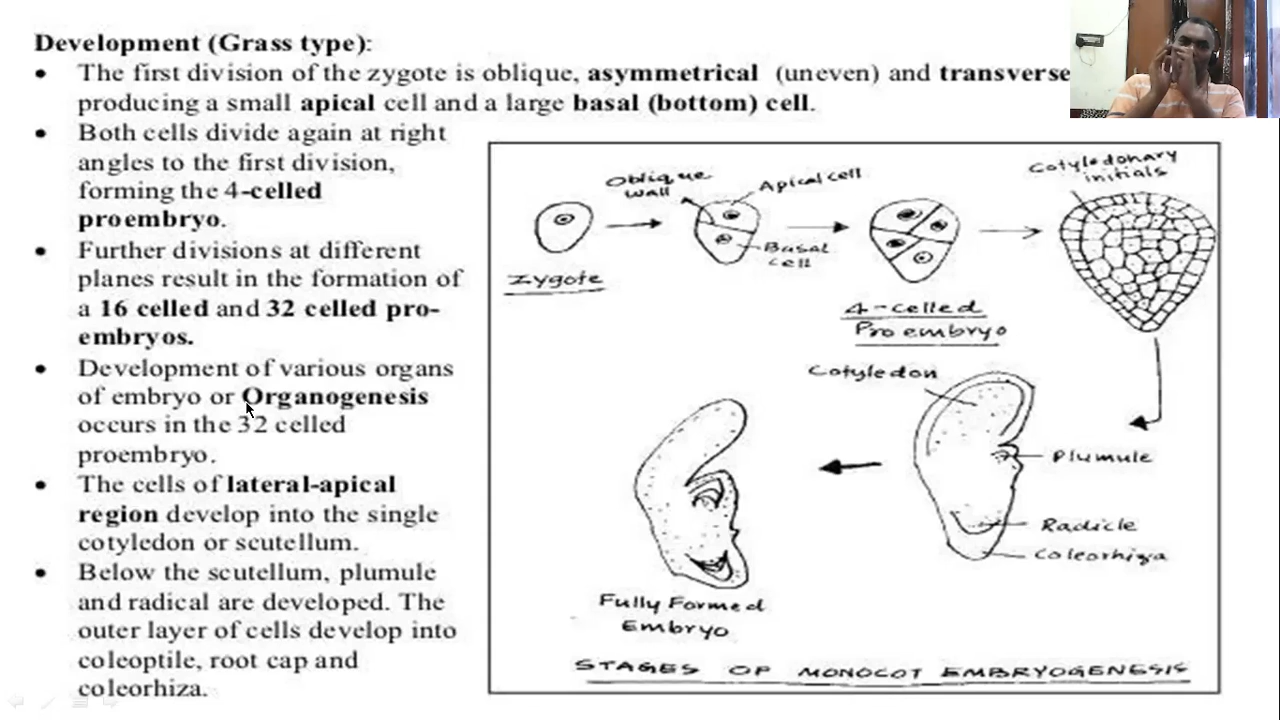 Development (Grass type):
• The first division of the zygote is oblique, asymmetrical (uneven) and transverse
producing a small apical cell and a large basal (bottom) cell.
• Both cells divide again at right
angles to the first division,
forming the 4-celled
proembryo.
• Further divisions at different
planes result in the formation of
a 16 celled and 32 celled pro-
embryos.
• Development of various organs
of embryo or Organogenesis
occurs in the 32 celled
proembryo.
• The cells of lateral-apical
region develop into the single
cotyledon or scutellum.
• Below the scutellum, plumule
and radical are developed. The
outer layer of cells develop into
coleoptile, root cap and
coleorhiza.
Oblique
wall
Apical cell
Basal
cell
Zygote
4-celled
Proembryo
Cotyledonary
initials
Cotyledon
Plumule
Radicle
Coleorhiza
Fully Formed
Embryo
STAGES OF MONOCOT EMBRYOGENESIS